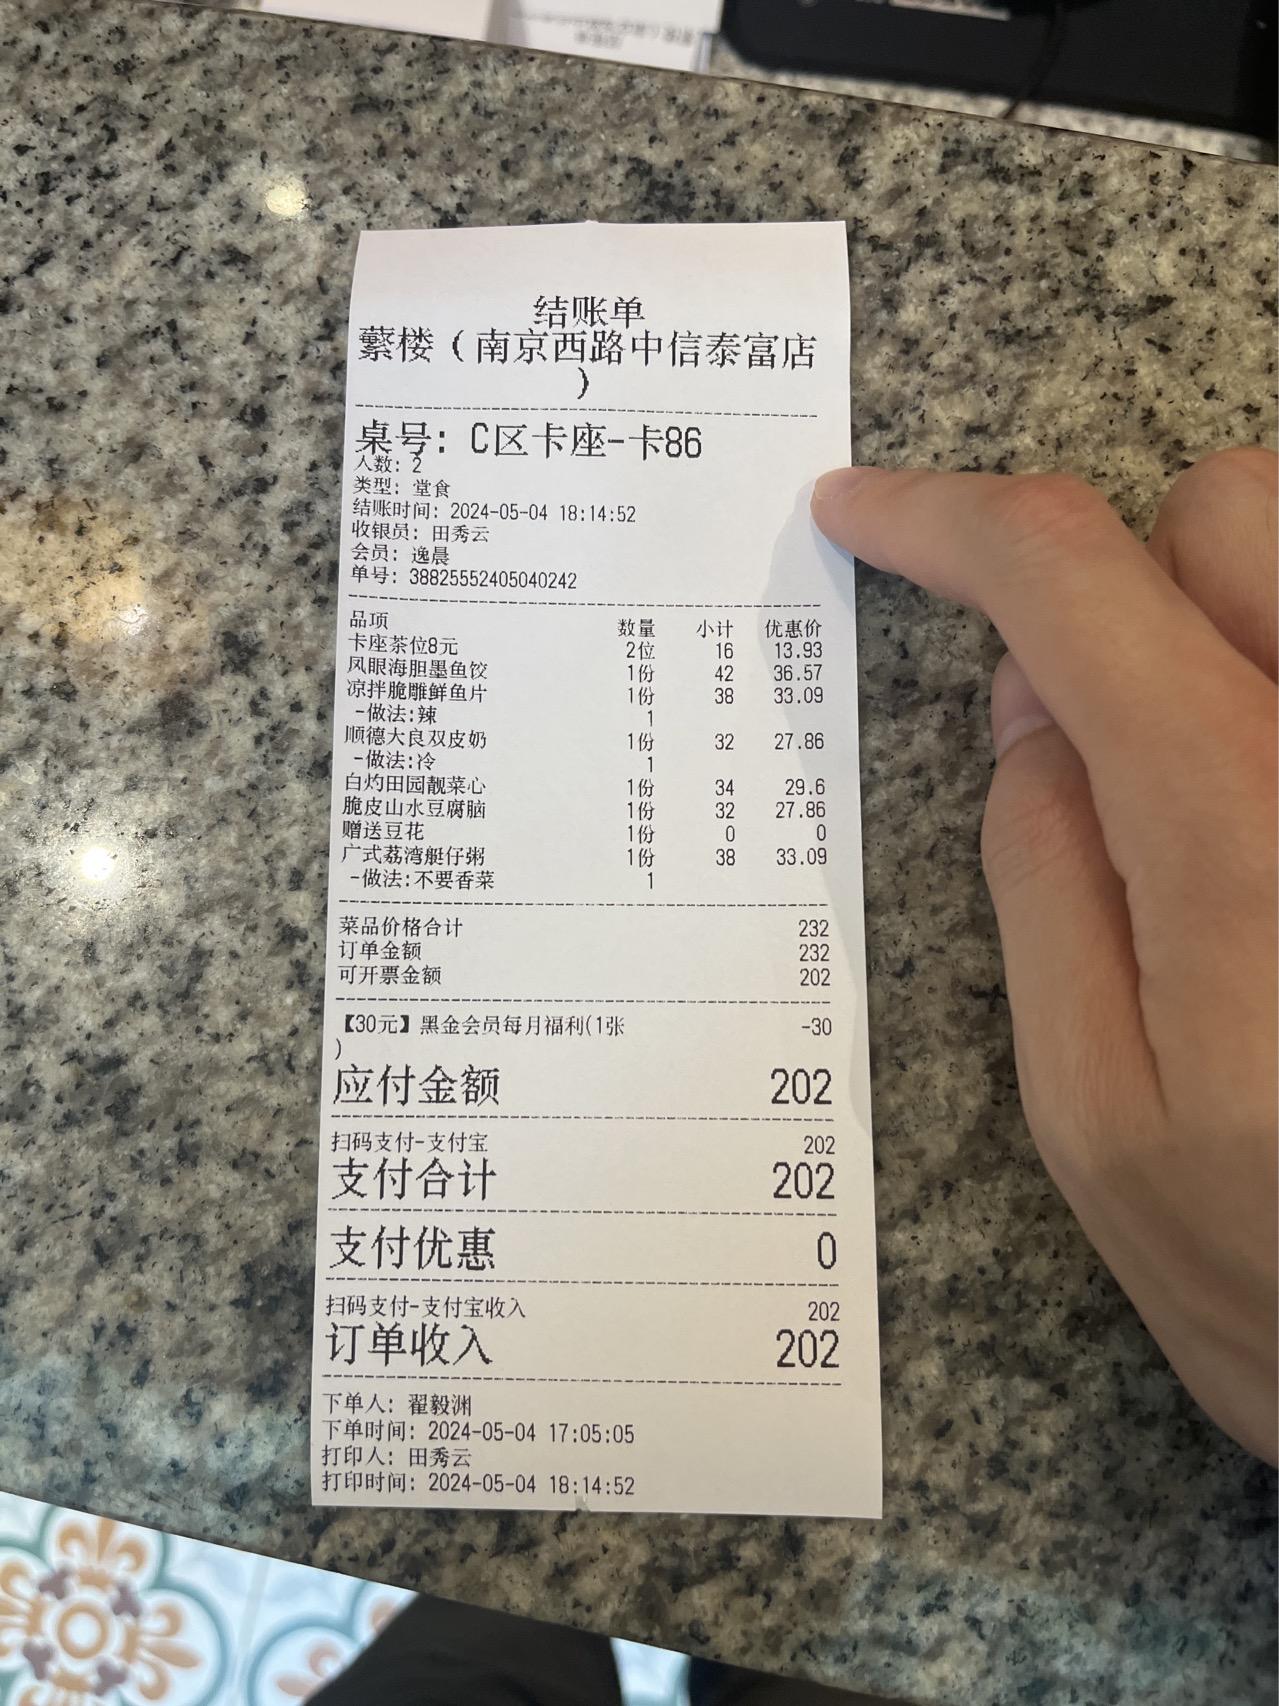 结账单
蘩楼（南京西路中信泰富店
）
桌号: C区卡座-卡86
人数: 2
类型: 堂食
结账时间: 2024-05-04 18:14:52
收银员: 田秀云
会员: 逸晨
单号: 38825552405040242
品项 数量 小计 优惠价
卡座茶位8元 2位 16 13.93
凤眼海胆墨鱼饺 1份 42 36.57
凉拌脆雕鲜鱼片 1份 38 33.09
-做法:辣 1
顺德大良双皮奶 1份 32 27.86
-做法:冷 1
白灼田园靓菜心 1份 34 29.6
脆皮山水豆腐脑 1份 32 27.86
赠送豆花 1份 0 0
广式荔湾艇仔粥 1份 38 33.09
-做法:不要香菜 1
菜品价格合计 232
订单金额 232
可开票金额 202
【30元】黑金会员每月福利(1张 -30
)
应付金额 202
扫码支付-支付宝 202
支付合计 202
支付优惠 0
扫码支付-支付宝收入 202
订单收入 202
下单人: 翟毅渊
下单时间: 2024-05-04 17:05:05
打印人: 田秀云
打印时间: 2024-05-04 18:14:52